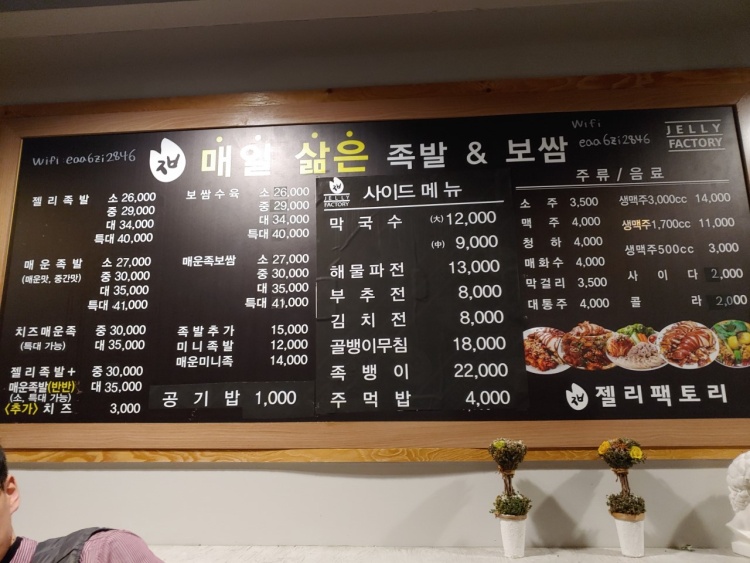 wifi eaa6zi2846
매일 삶은 족발 & 보쌈
wifi
eaa6zi2846
JELLY
FACTORY
젤리족발 소 26,000
중 29,000
대 34,000
특대 40,000
매운족발 소 27,000
(매운맛, 중간맛) 중 30,000
대 35,000
특대 41,000
치즈매운족 중 30,000
(특대 가능) 대 35,000
젤리족발+ 중 30,000
매운족발(반반) 대 35,000
(소, 특대 가능)
<추가> 치즈 3,000
보쌈수육 소 26,000
중 29,000
대 34,000
특대 40,000
매운족보쌈 소 27,000
중 30,000
대 35,000
특대 41,000
족발추가 15,000
미니족발 12,000
매운미니족 14,000
공기밥 1,000
JELLY
FACTORY
사이드 메뉴
막국수 (大) 12,000
(中) 9,000
해물파전 13,000
부추전 8,000
김치전 8,000
골뱅이무침 18,000
족뱅이 22,000
주먹밥 4,000
주류/음료
소주 3,500
맥주 4,000
청하 4,000
매화수 4,000
막걸리 3,500
대통주 4,000
생맥주3,000cc 14,000
생맥주1,700cc 11,000
생맥주500cc 3,000
사이다 2,000
콜라 2,000
젤리팩토리